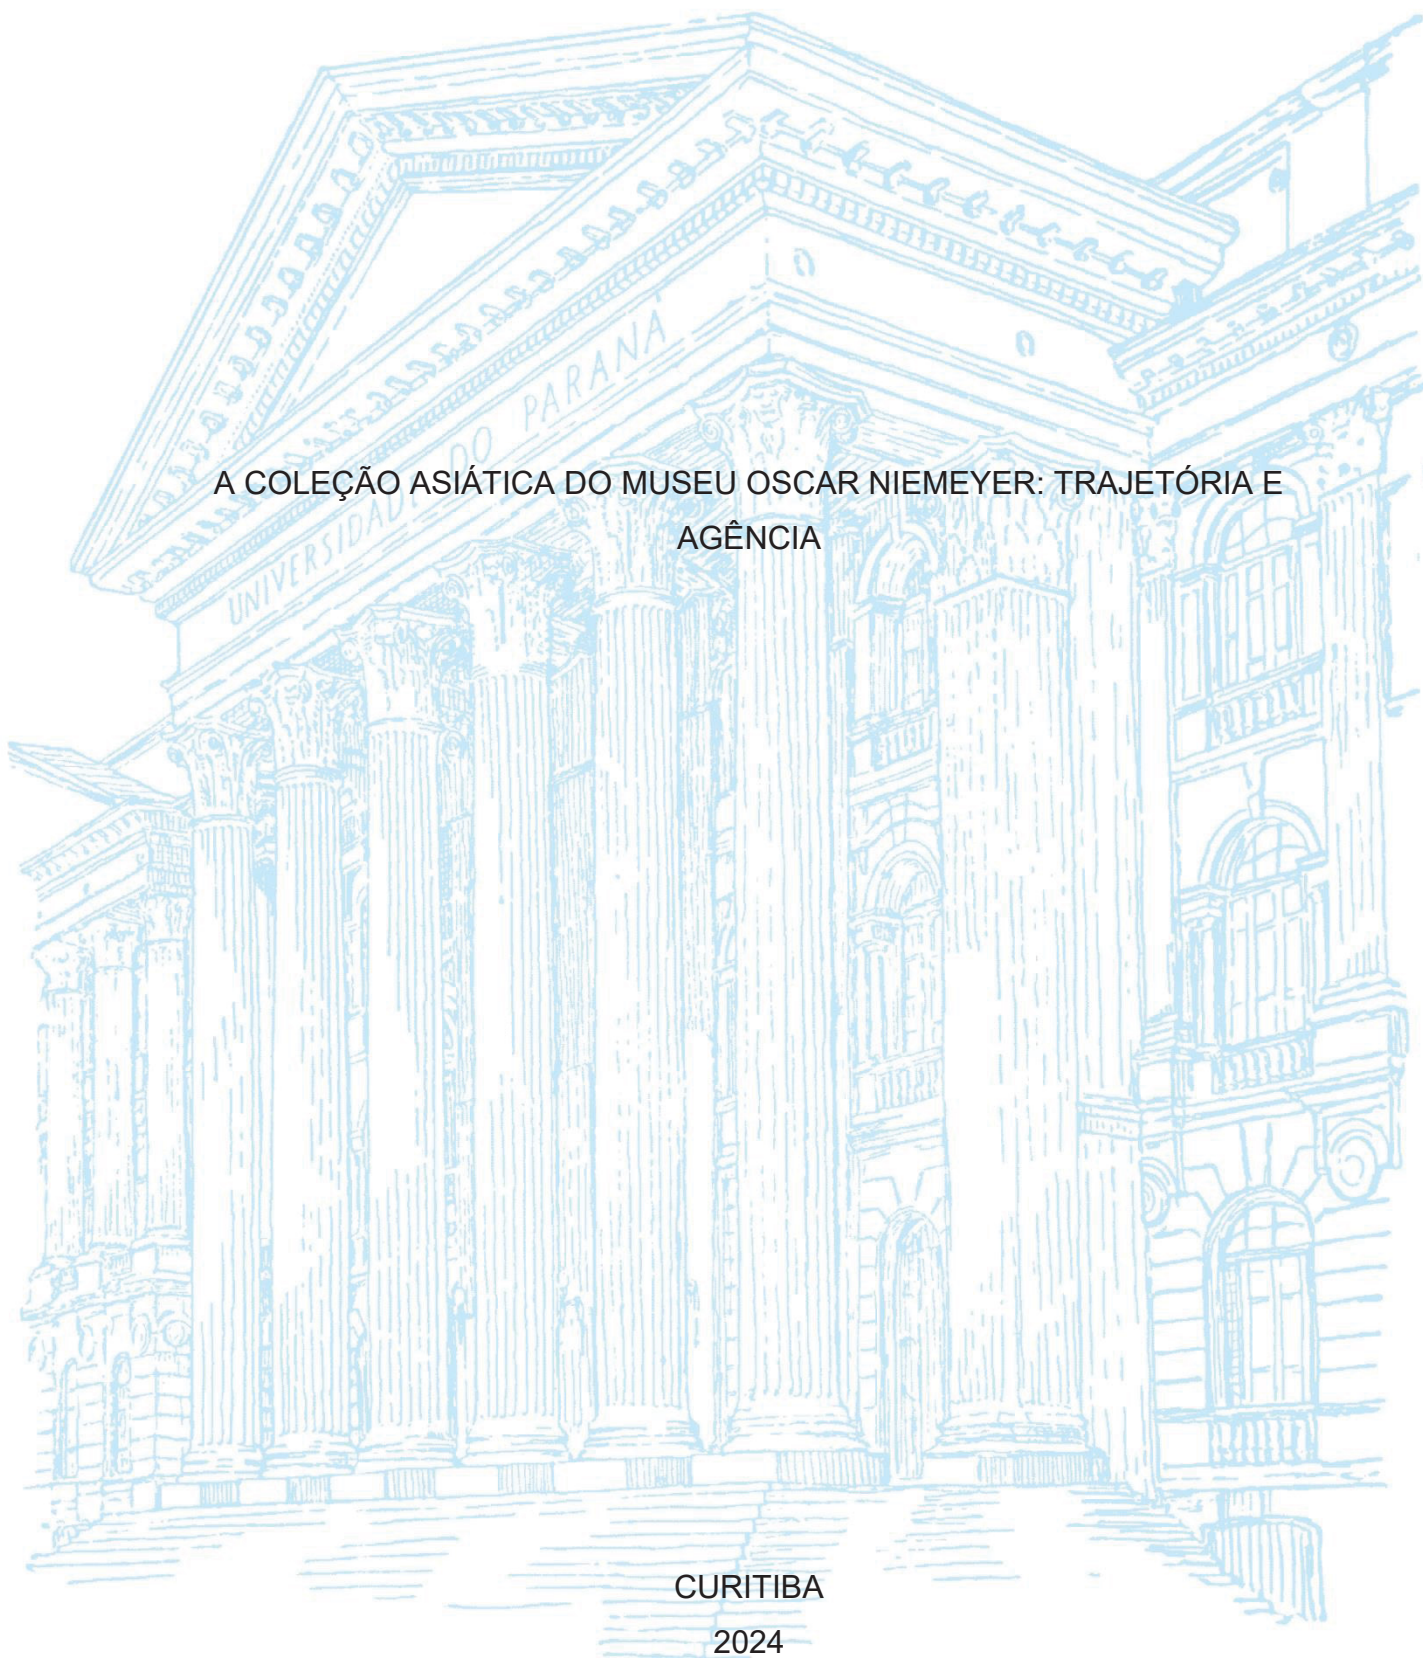 UNIVERSIDADE DO PARANÁ
A COLEÇÃO ASIÁTICA DO MUSEU OSCAR NIEMEYER: TRAJETÓRIA E
AGÊNCIA
CURITIBA
2024